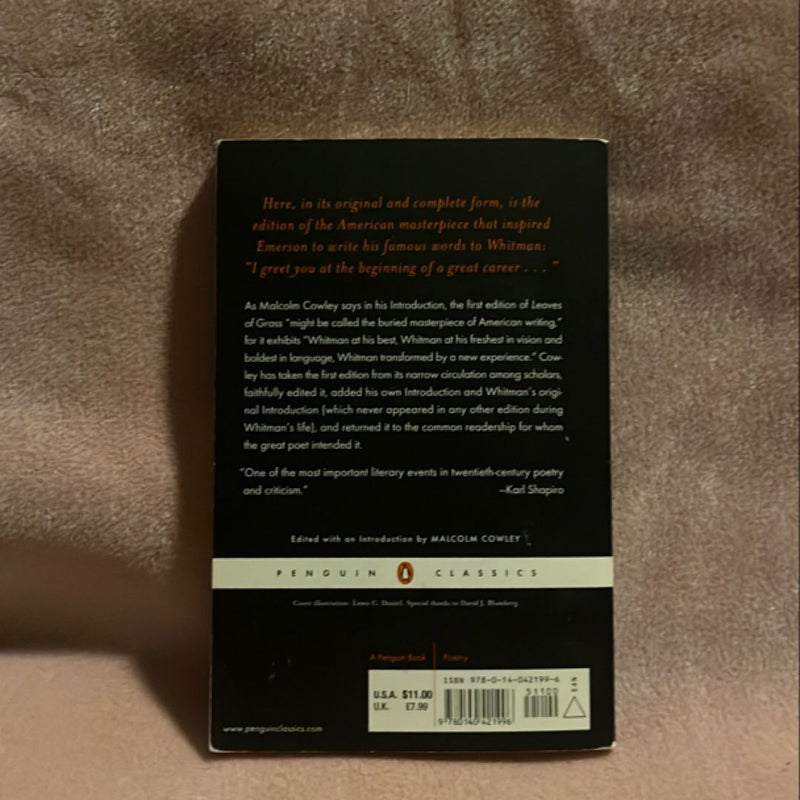 Here, in its original and complete form, is the
edition of the American masterpiece that inspired
Emerson to write his famous words to Whitman:
"I greet you at the beginning of a great career . . . "
As Malcolm Cowley says in his Introduction, the first edition of Leaves
of Grass "might be called the buried masterpiece of American writing,"
for it exhibits "Whitman at his best, Whitman at his freshest in vision and
boldest in language, Whitman transformed by a new experience." Cow-
ley has taken the first edition from its narrow circulation among scholars,
faithfully edited it, added his own Introduction and Whitman's origi-
nal Introduction (which never appeared in any other edition during
Whitman's life), and returned it to the common readership for whom
the great poet intended it.
"One of the most important literary events in twentieth-century poetry
and criticism." –Karl Shapiro
Edited with an Introduction by MALCOLM COWLEY
PENGUIN CLASSICS
Cover illustration: Lewis C. Daniel. Special thanks to David J. Blumberg.
A Penguin Book Poetry
ISBN 978-0-14-042199-6
U.S.A. $11.00
U.K. £7.99
51100
EAN
9 780140 421996
www.penguinclassics.com